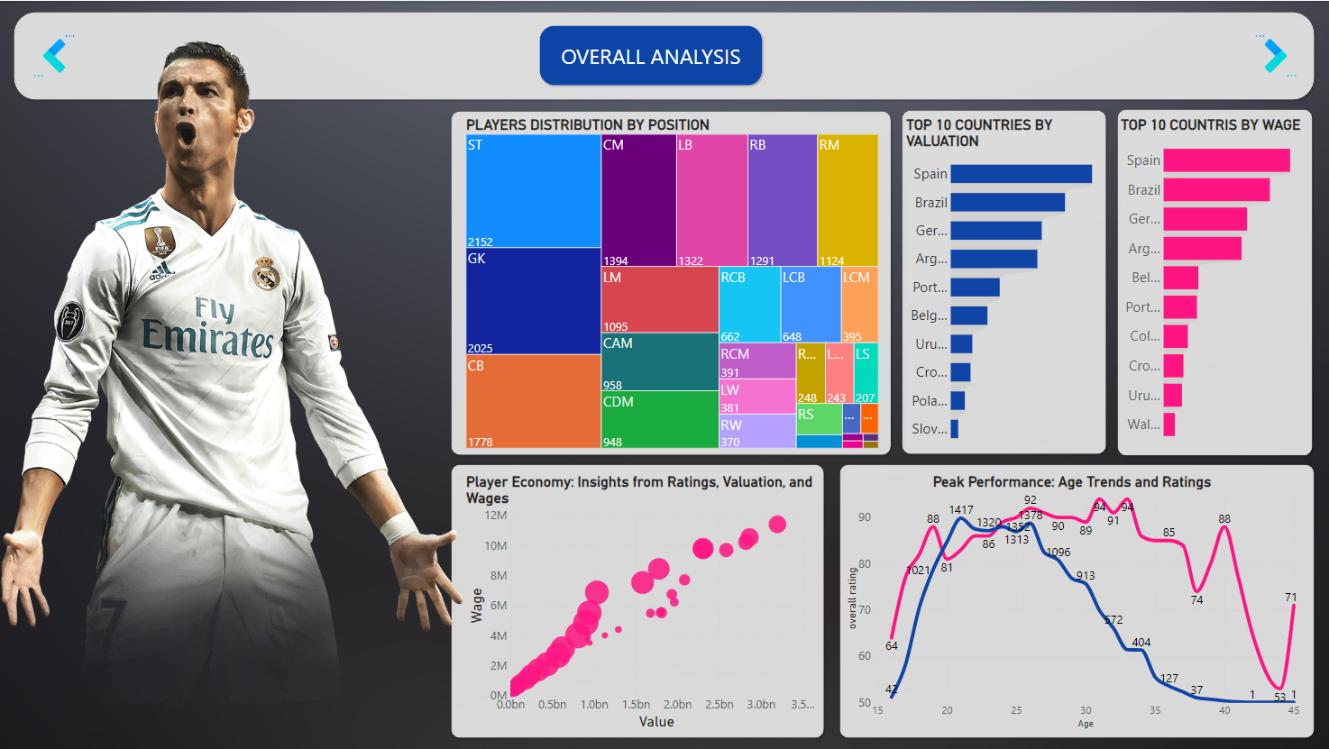 OVERALL ANALYSIS
...
...
...
...
Fly
Emirates
adidas
FIFA
2017
7
PLAYERS DISTRIBUTION BY POSITION
ST
2152
GK
2025
CB
1778
CM
1394
LB
1322
RB
1291
RM
1124
LM
1095
CAM
958
CDM
948
RCB
662
LCB
648
LCM
395
RCM
391
LW
381
RW
370
R...
248
L...
243
LS
207
RS
...
...
TOP 10 COUNTRIES BY
VALUATION
Spain
Brazil
Ger...
Arg...
Port...
Belg...
Uru...
Cro...
Pola...
Slov...
TOP 10 COUNTRIS BY WAGE
Spain
Brazil
Ger...
Arg...
Bel...
Port...
Col...
Cro...
Uru...
Wal...
Player Economy: Insights from Ratings, Valuation, and
Wages
Wage
12M
10M
8M
6M
4M
2M
0M
0.0bn 0.5bn 1.0bn 1.5bn 2.0bn 2.5bn 3.0bn 3.5...
Value
Peak Performance: Age Trends and Ratings
overall rating
90
80
70
60
50
64
88
81
86
92
90
89
94
91
94
85
74
88
53
71
42
1021
1417
1320
1352
1313
1378
1096
913
572
404
127
37
1
1
15 20 25 30 35 40 45
Age